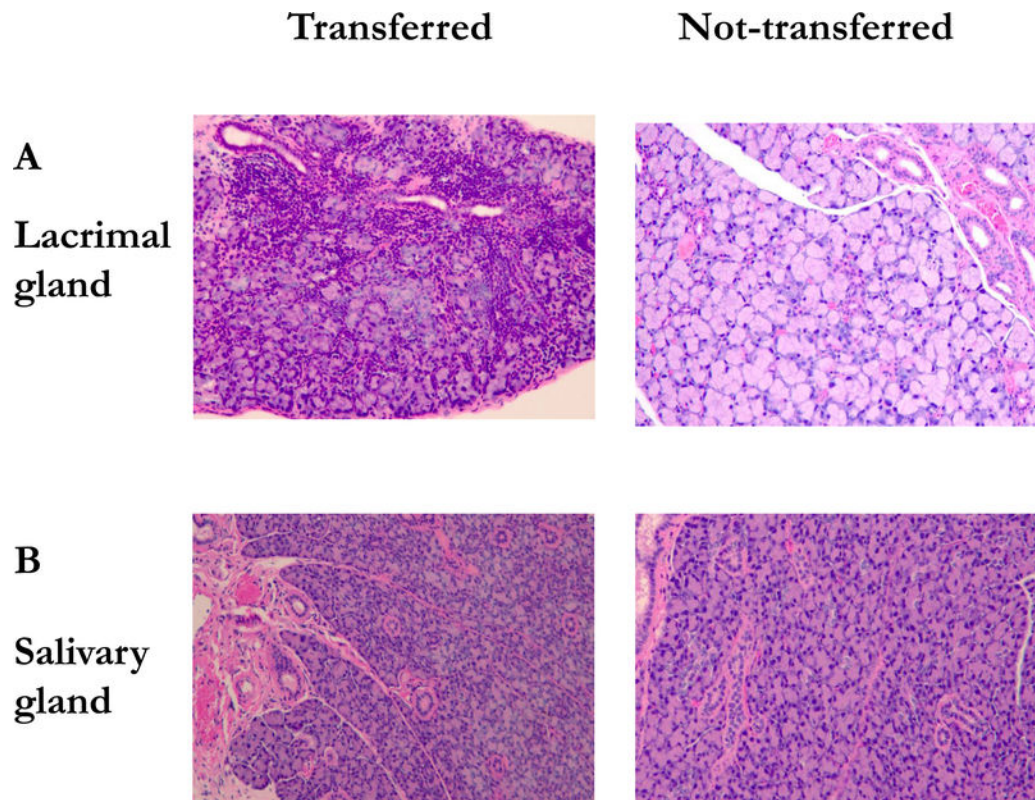 Transferred
Not-transferred
A
Lacrimal
gland
B
Salivary
gland